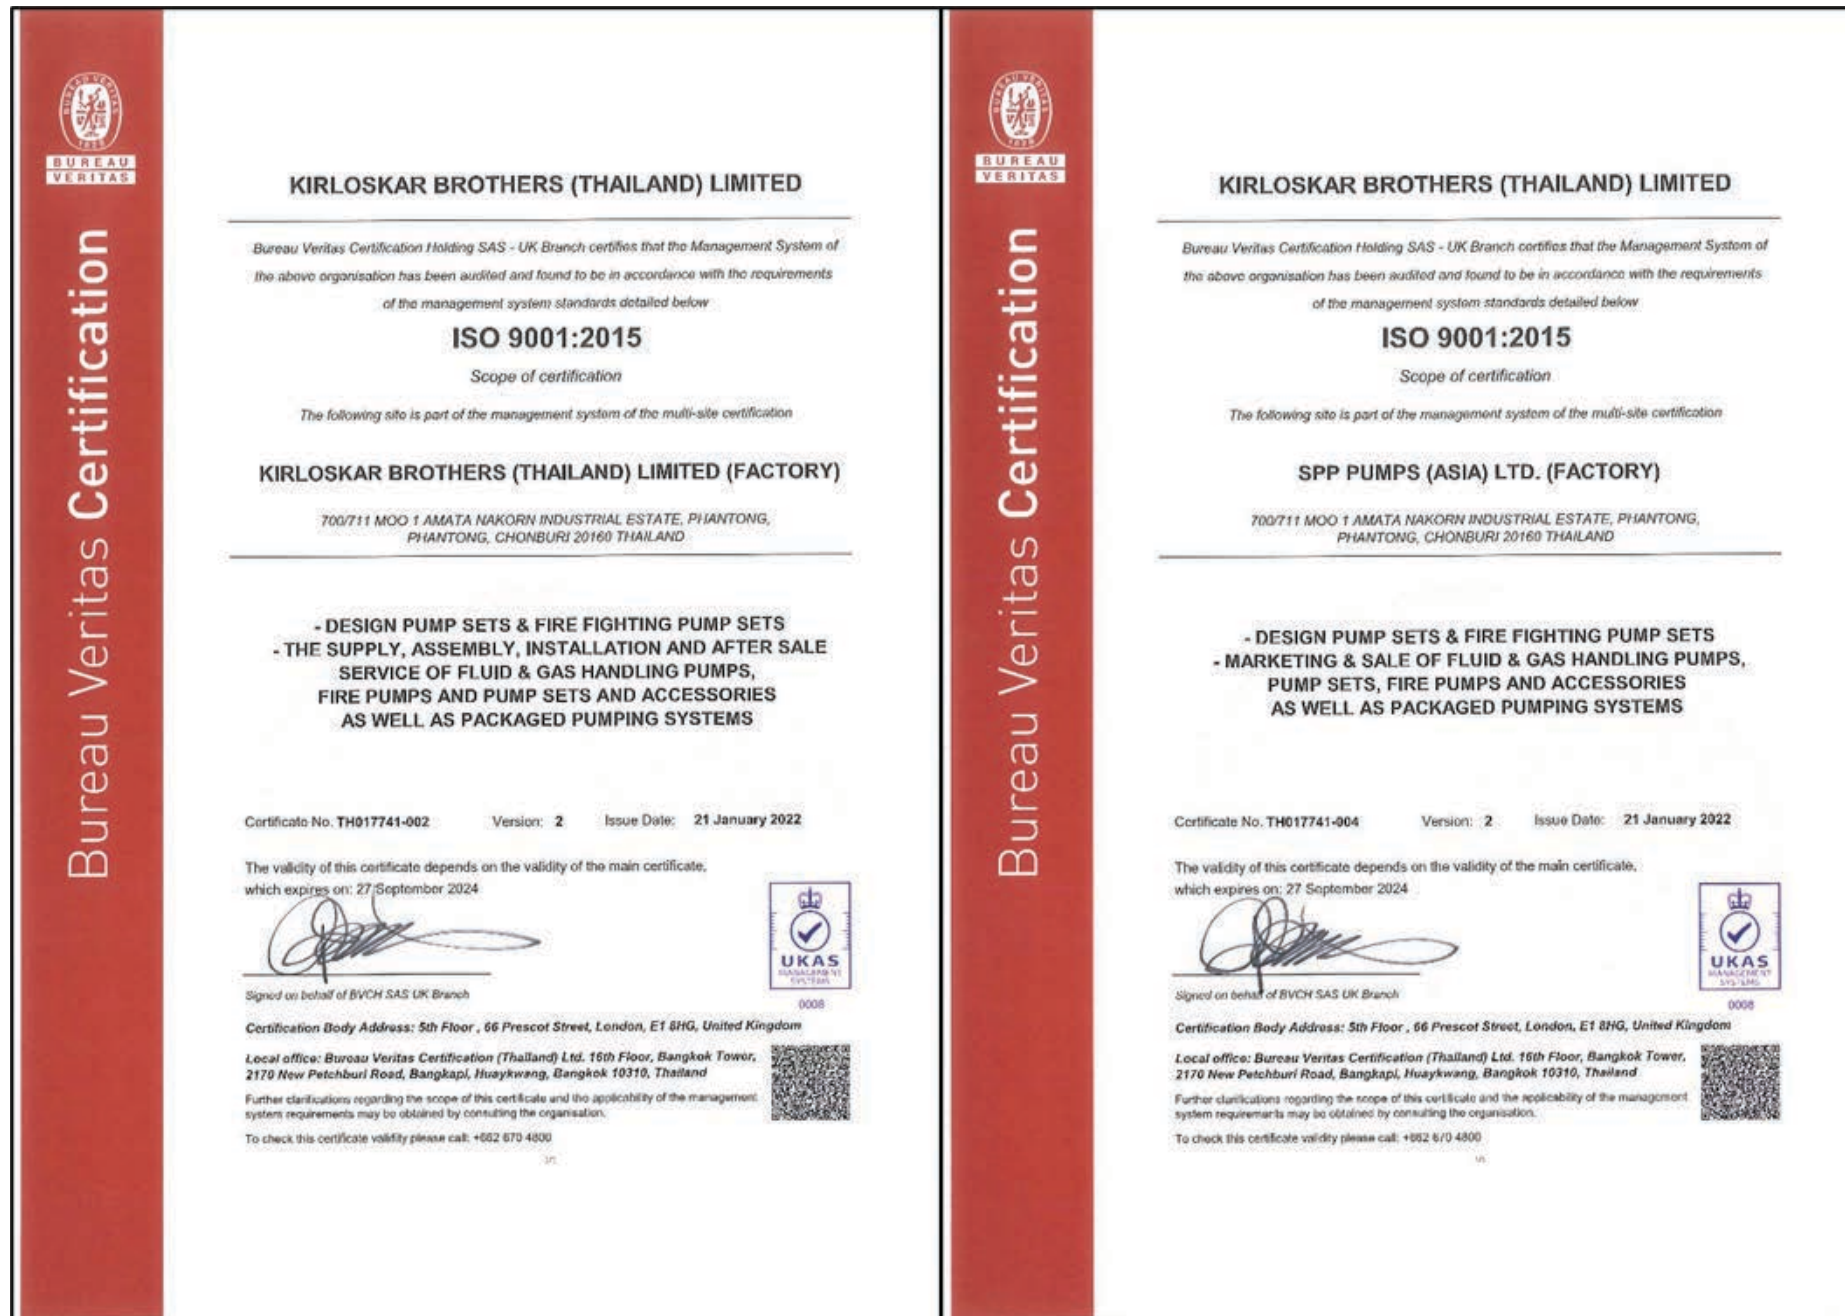 BUREAU VERITAS
1828
BUREAU
VERITAS
Bureau Veritas Certification
KIRLOSKAR BROTHERS (THAILAND) LIMITED
Bureau Veritas Certification Holding SAS - UK Branch certifies that the Management System of
the above organisation has been audited and found to be in accordance with the requirements
of the management system standards detailed below
ISO 9001:2015
Scope of certification
The following site is part of the management system of the multi-site certification
KIRLOSKAR BROTHERS (THAILAND) LIMITED (FACTORY)
700/711 MOO 1 AMATA NAKORN INDUSTRIAL ESTATE, PHANTONG,
PHANTONG, CHONBURI 20160 THAILAND
- DESIGN PUMP SETS & FIRE FIGHTING PUMP SETS
- THE SUPPLY, ASSEMBLY, INSTALLATION AND AFTER SALE
SERVICE OF FLUID & GAS HANDLING PUMPS,
FIRE PUMPS AND PUMP SETS AND ACCESSORIES
AS WELL AS PACKAGED PUMPING SYSTEMS
Certificate No. TH017741-002 Version: 2 Issue Date: 21 January 2022
The validity of this certificate depends on the validity of the main certificate,
which expires on: 27 September 2024
UKAS
MANAGEMENT
SYSTEMS
0008
Signed on behalf of BVCH SAS UK Branch
Certification Body Address: 5th Floor , 66 Prescot Street, London, E1 8HG, United Kingdom
Local office: Bureau Veritas Certification (Thailand) Ltd. 16th Floor, Bangkok Tower,
2170 New Petchburi Road, Bangkapi, Huaykwang, Bangkok 10310, Thailand
Further clarifications regarding the scope of this certificate and the applicability of the management
system requirements may be obtained by consulting the organisation.
To check this certificate validity please call: +662 670 4800
BUREAU VERITAS
1828
BUREAU
VERITAS
Bureau Veritas Certification
KIRLOSKAR BROTHERS (THAILAND) LIMITED
Bureau Veritas Certification Holding SAS - UK Branch certifies that the Management System of
the above organisation has been audited and found to be in accordance with the requirements
of the management system standards detailed below
ISO 9001:2015
Scope of certification
The following site is part of the management system of the multi-site certification
SPP PUMPS (ASIA) LTD. (FACTORY)
700/711 MOO 1 AMATA NAKORN INDUSTRIAL ESTATE, PHANTONG,
PHANTONG, CHONBURI 20160 THAILAND
- DESIGN PUMP SETS & FIRE FIGHTING PUMP SETS
- MARKETING & SALE OF FLUID & GAS HANDLING PUMPS,
PUMP SETS, FIRE PUMPS AND ACCESSORIES
AS WELL AS PACKAGED PUMPING SYSTEMS
Certificate No. TH017741-004 Version: 2 Issue Date: 21 January 2022
The validity of this certificate depends on the validity of the main certificate,
which expires on: 27 September 2024
UKAS
MANAGEMENT
SYSTEMS
0008
Signed on behalf of BVCH SAS UK Branch
Certification Body Address: 5th Floor , 66 Prescot Street, London, E1 8HG, United Kingdom
Local office: Bureau Veritas Certification (Thailand) Ltd. 16th Floor, Bangkok Tower,
2170 New Petchburi Road, Bangkapi, Huaykwang, Bangkok 10310, Thailand
Further clarifications regarding the scope of this certificate and the applicability of the management
system requirements may be obtained by consulting the organisation.
To check this certificate validity please call: +662 670 4800